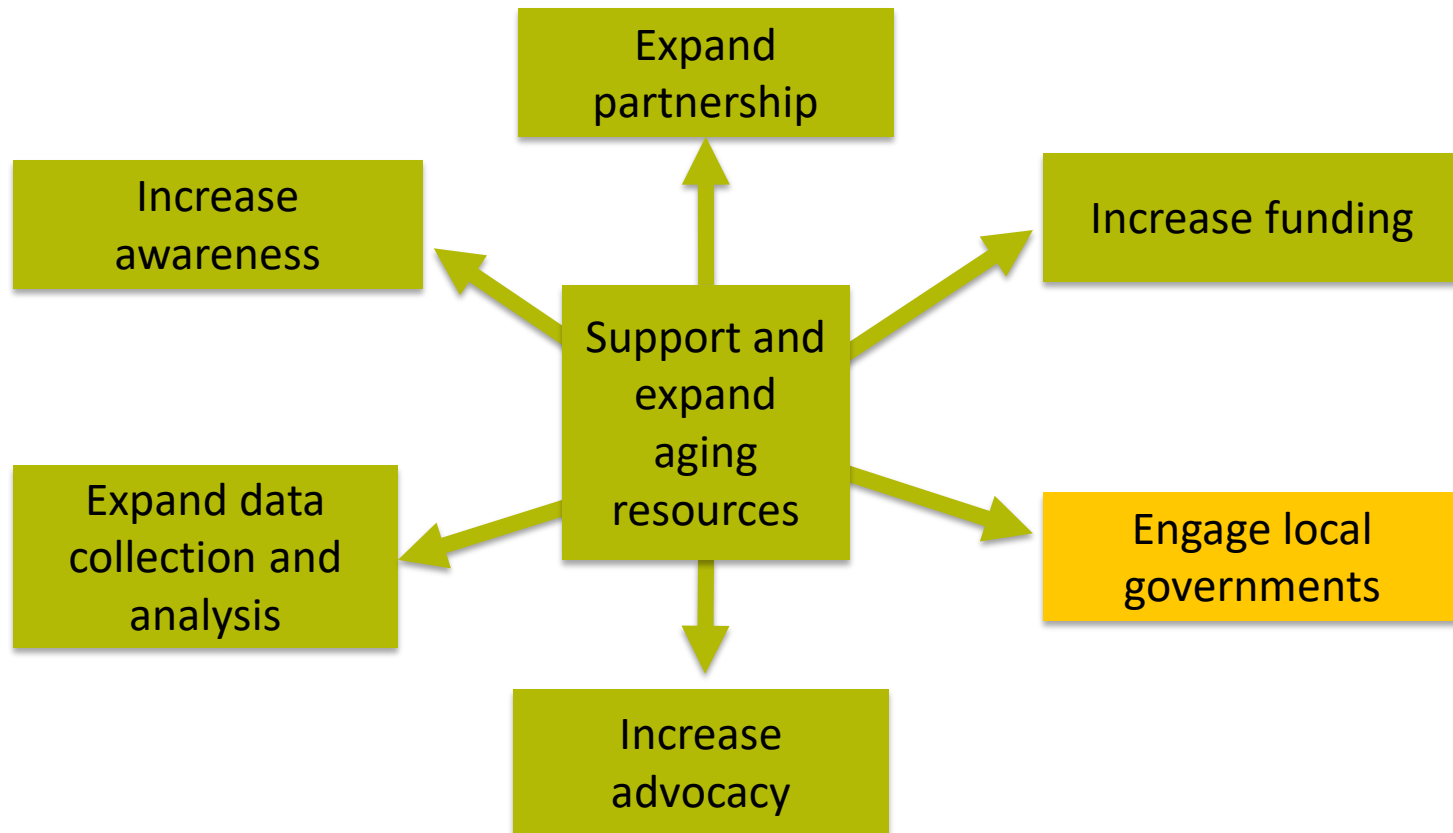 Expand
partnership
Increase
awareness
Increase funding
Support and
expand
aging
resources
Expand data
collection and
analysis
Engage local
governments
Increase
advocacy